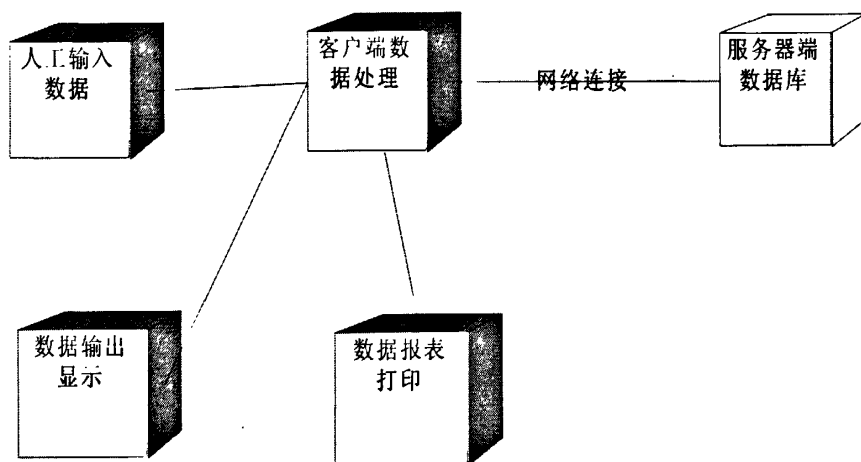 人工输入
数据
客户端数
据处理
网络连接
服务器端
数据库
数据输出
显示
数据报表
打印